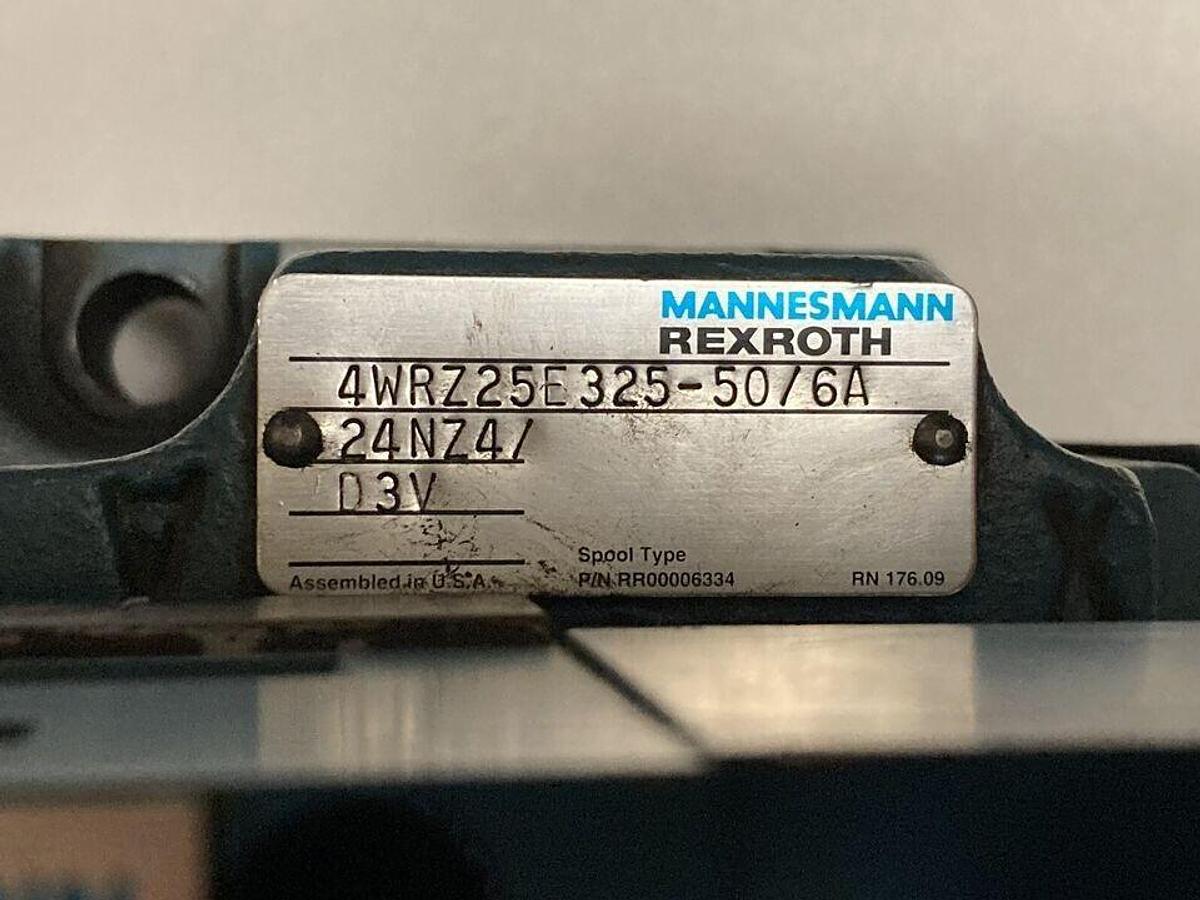 MANNESMANN
REXROTH
4WRZ25E325-50/6A
24NZ4/
D3V
Spool Type
Assembled in U.S.A.
P/N RR00006334
RN 176.09